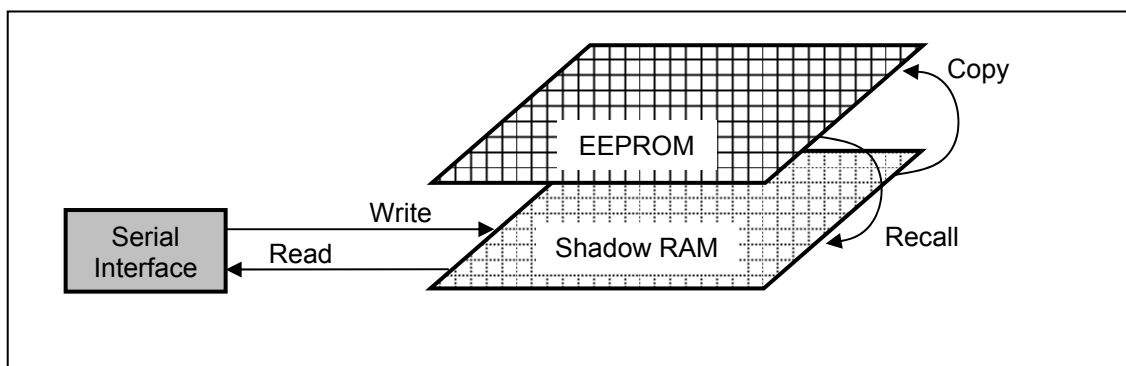 Copy
EEPROM
Write
Serial
Interface
Read
Shadow RAM
Recall